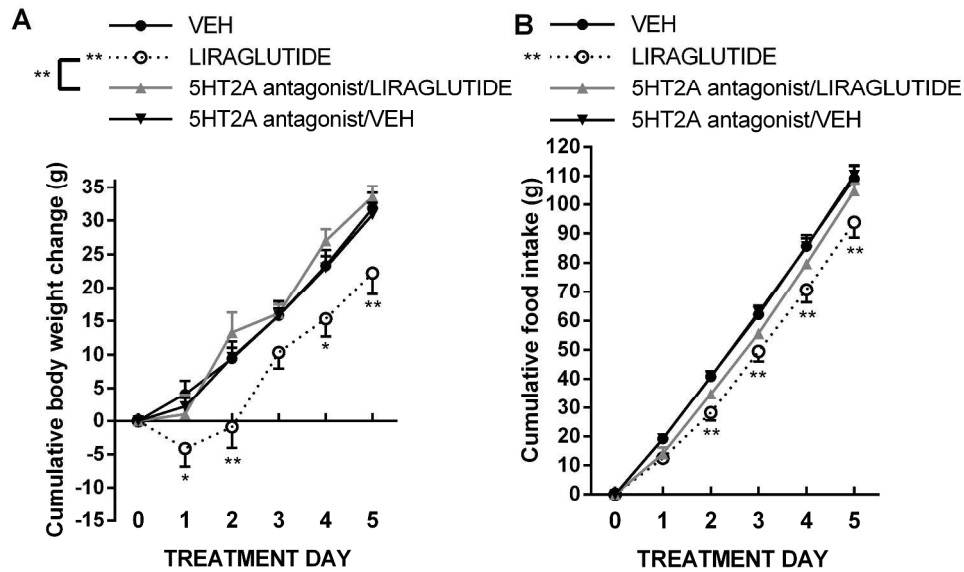 A
VEH
** LIRAGLUTIDE
** 5HT2A antagonist/LIRAGLUTIDE
5HT2A antagonist/VEH
Cumulative body weight change (g)
35
30
25
20
15
10
5
0
-5
-10
-15
**
*
**
*
0 1 2 3 4 5
TREATMENT DAY
B
VEH
** LIRAGLUTIDE
5HT2A antagonist/LIRAGLUTIDE
5HT2A antagonist/VEH
Cumulative food intake (g)
120
110
100
90
80
70
60
50
40
30
20
10
0
**
**
**
**
0 1 2 3 4 5
TREATMENT DAY